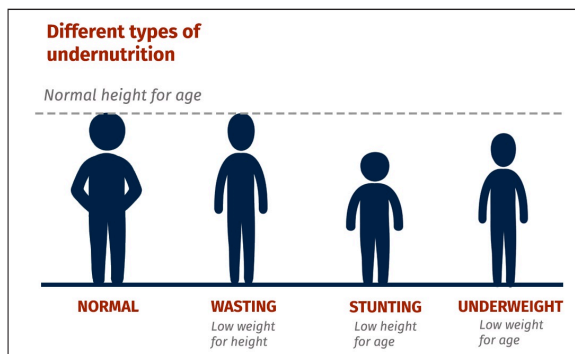 Different types of
undernutrition
Normal height for age
NORMAL
WASTING
Low weight
for height
STUNTING
Low height
for age
UNDERWEIGHT
Low weight
for age